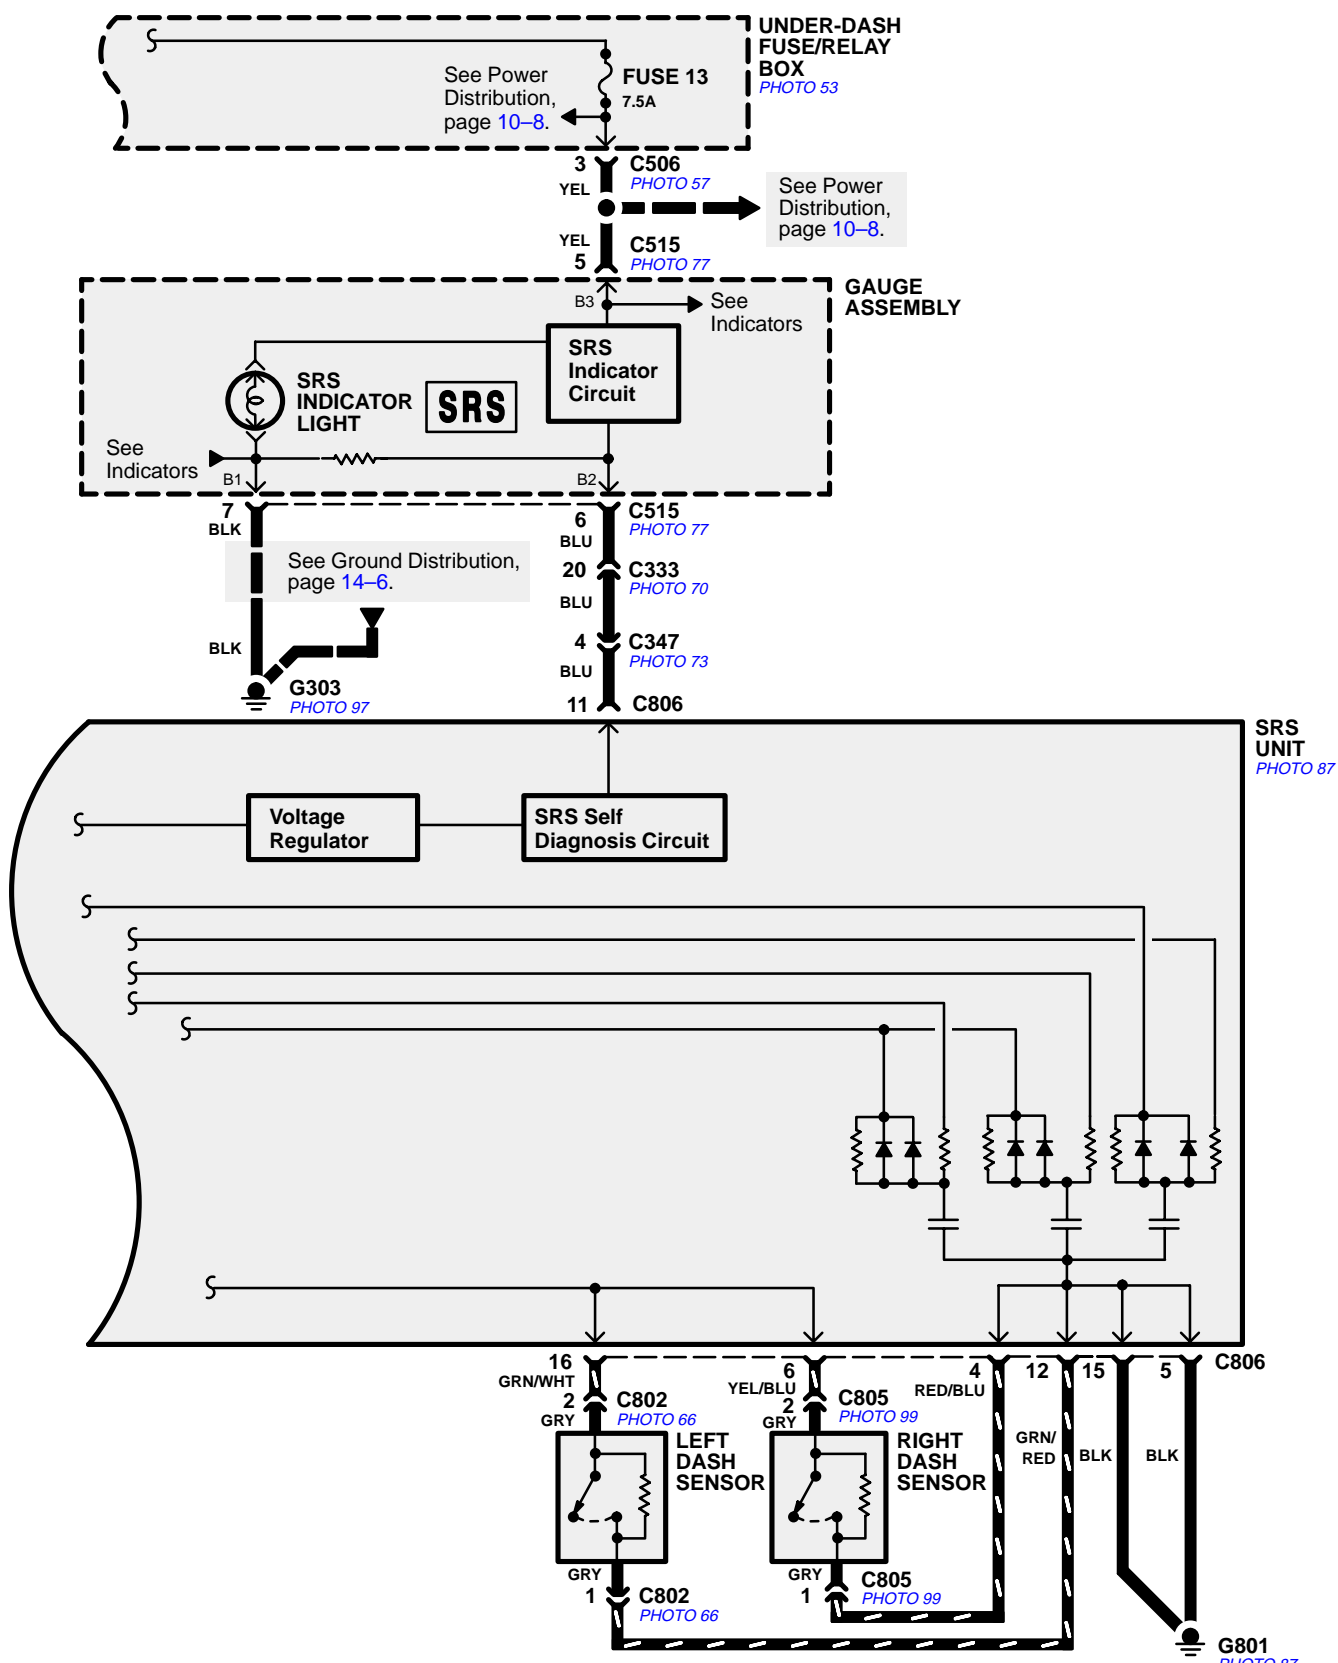 UNDER-DASH
FUSE/RELAY
BOX
PHOTO 53
See Power
Distribution,
page 10–8.
FUSE 13
7.5A
3
C506
PHOTO 57
YEL
See Power
Distribution,
page 10–8.
YEL
5
C515
PHOTO 77
GAUGE
ASSEMBLY
B3
See
Indicators
SRS
Indicator
Circuit
SRS
INDICATOR
LIGHT
SRS
See
Indicators
B1
B2
7
BLK
6
BLU
C515
PHOTO 77
See Ground Distribution,
page 14–6.
20
C333
PHOTO 70
BLU
BLK
4
C347
PHOTO 73
BLU
G303
PHOTO 97
11
C806
SRS
UNIT
PHOTO 87
Voltage
Regulator
SRS Self
Diagnosis Circuit
16
GRN/WHT
6
YEL/BLU
4
RED/BLU
12
15
5
C806
2
C802
PHOTO 66
GRY
2
C805
PHOTO 99
GRY
LEFT
DASH
SENSOR
RIGHT
DASH
SENSOR
GRN/
RED
BLK
BLK
GRY
1
C802
PHOTO 66
GRY
1
C805
PHOTO 99
G801
PHOTO 87